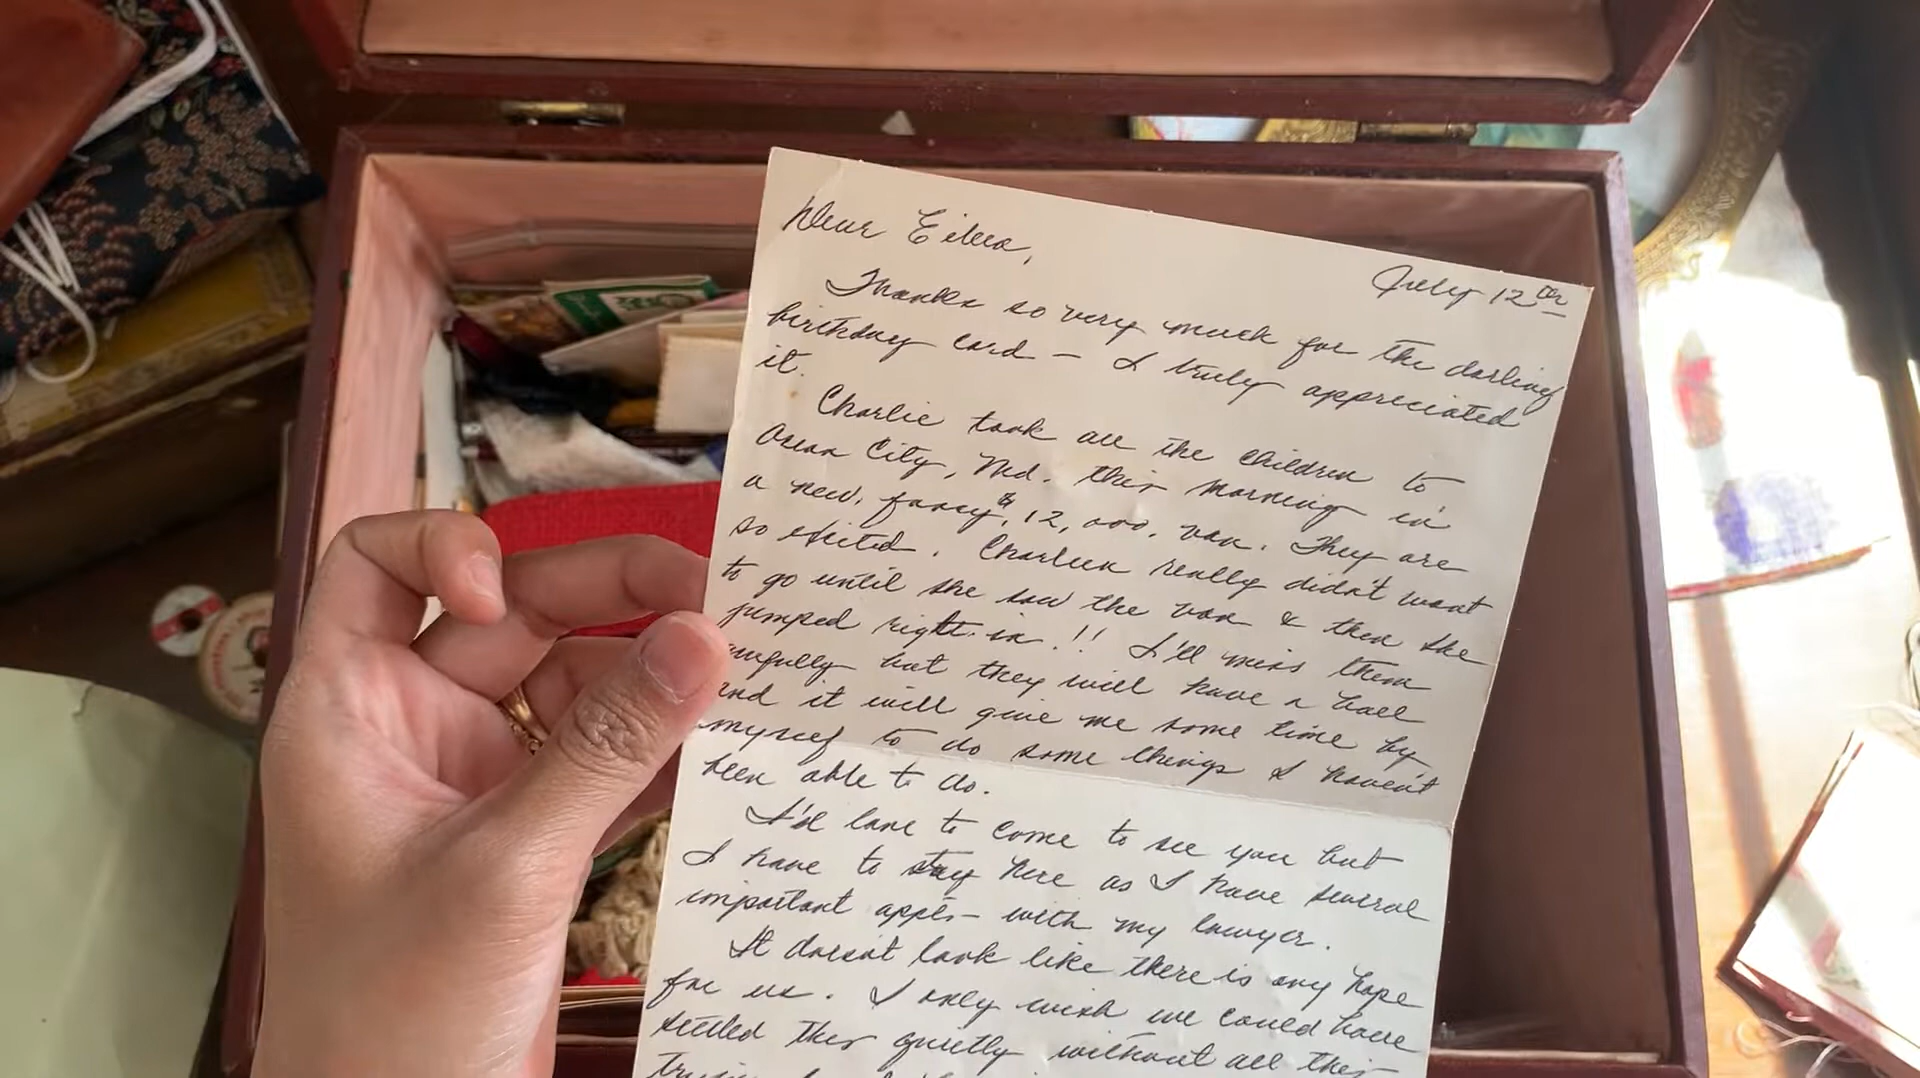 Dear Eilea,
July 12th
Thanks so very much for the darling
birthday card – I truly appreciated
it.
Charlie took all the children to
Ocean City, Md. this morning in
a new, fancy, $12,000. van. They are
so exited. Charleen really didn't want
to go until she saw the van & then she
jumped right in!! I'll miss them
awfully but they will have a ball
and it will give me some time by
myself to do some things I haven't
been able to do.
I'd love to come to see you but
I have to stay here as I have several
important appts – with my lawyer.
It doesn't look like there is any hope
for us. I only wish we could have
settled this quietly without all this